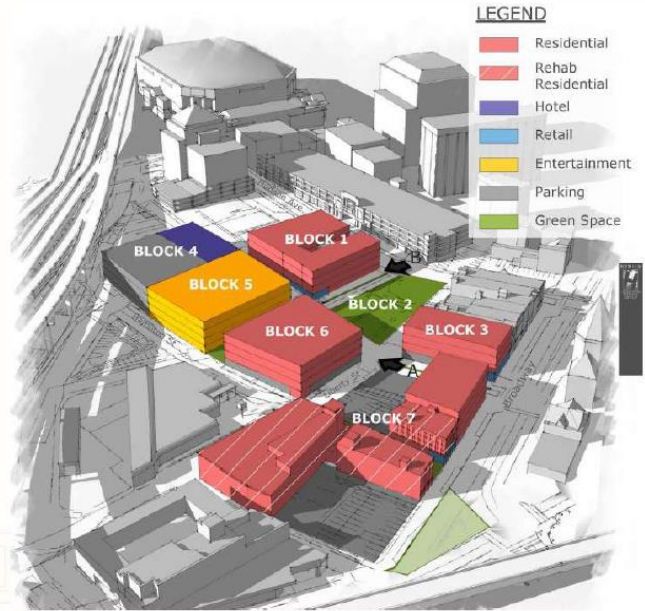 LEGEND
Residential
Rehab
Residential
Hotel
Retail
Entertainment
Parking
Green Space
BLOCK 1
BLOCK 4
B
BLOCK 5
BLOCK 2
BLOCK 6
BLOCK 3
A
BLOCK 7
Broadway